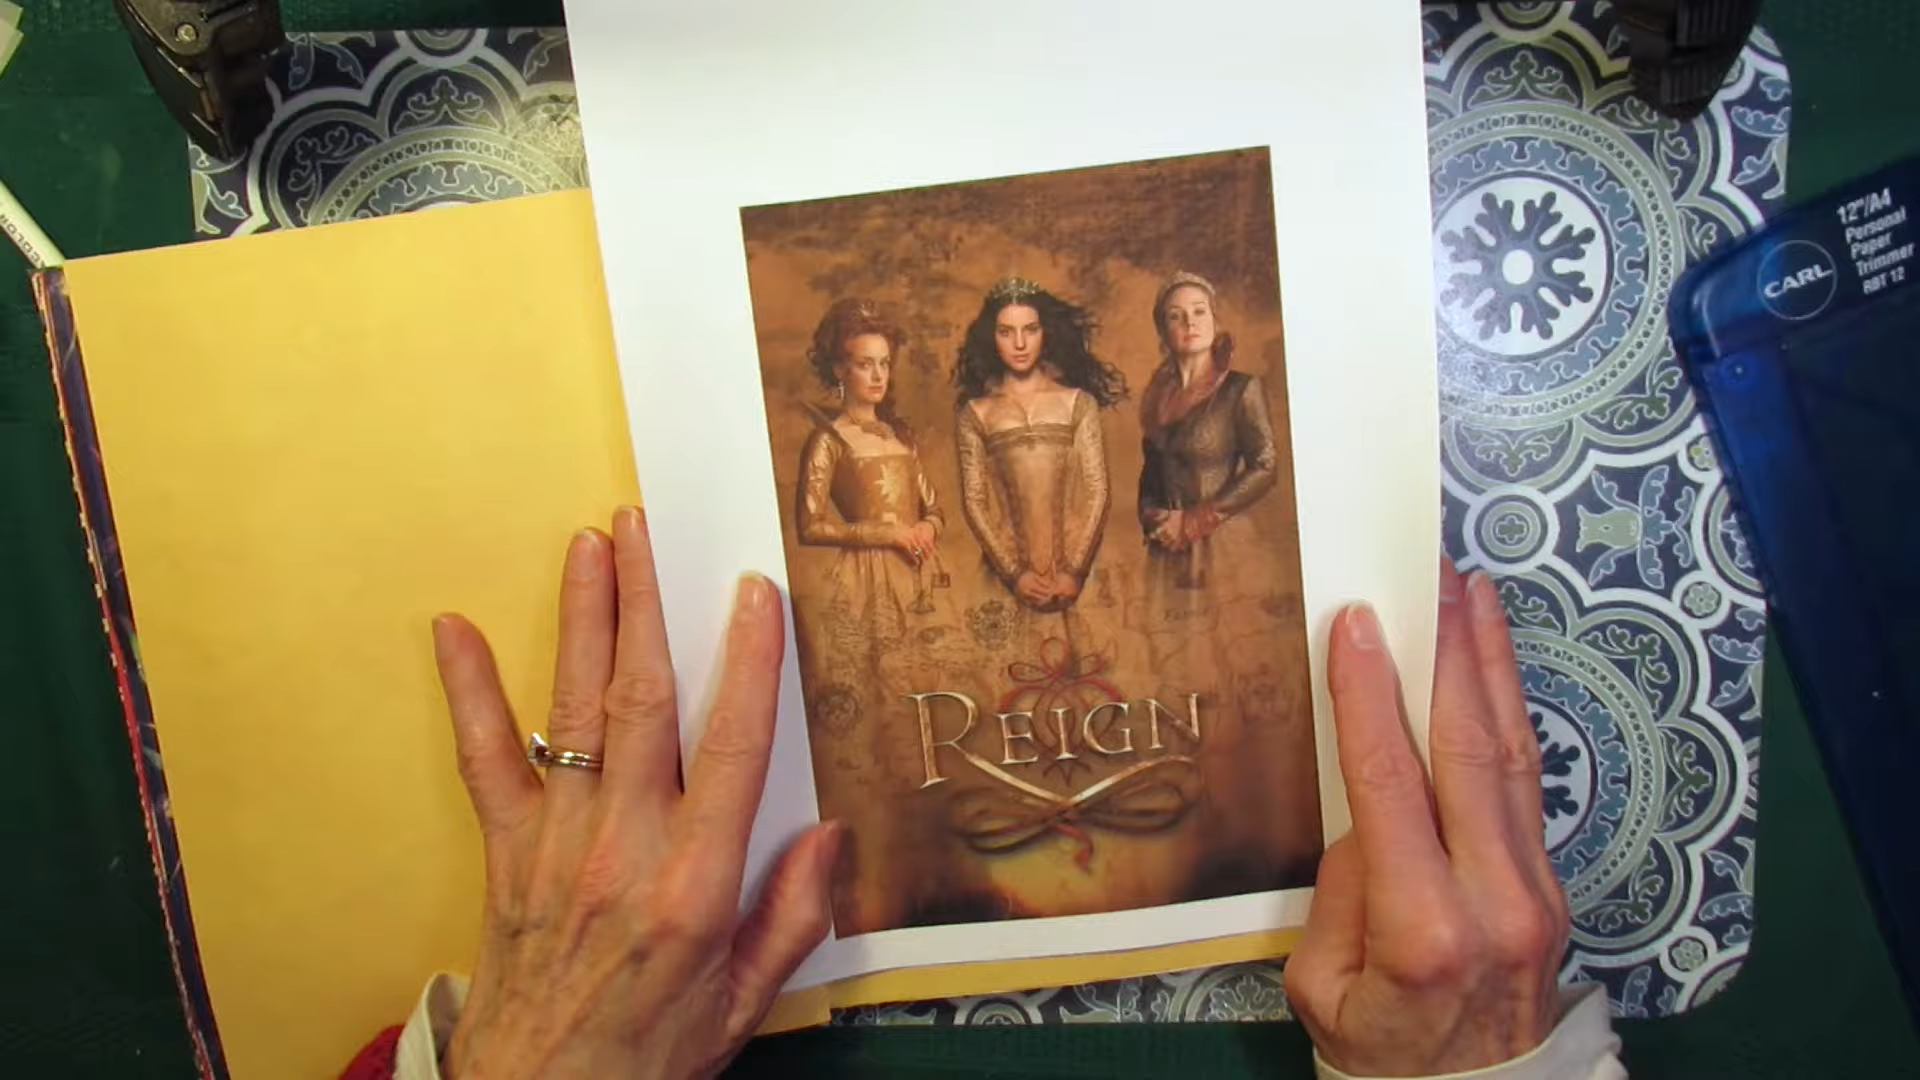 REIGN
12"/A4
Personal
Paper
Trimmer
RBT 12
CARL